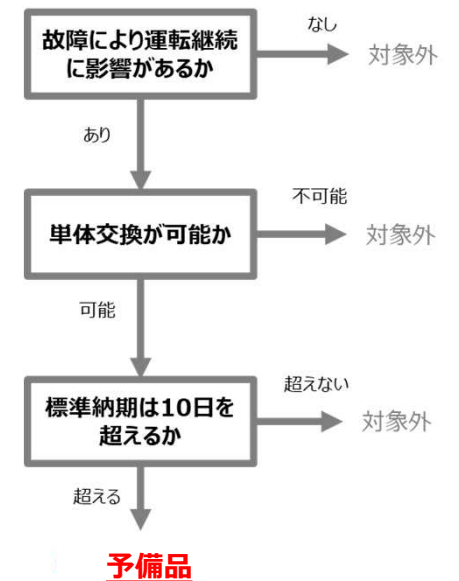 故障により運転継続
に影響があるか
なし
対象外
あり
単体交換が可能か
不可能
対象外
可能
標準納期は10日を
超えるか
超えない
対象外
超える
予備品